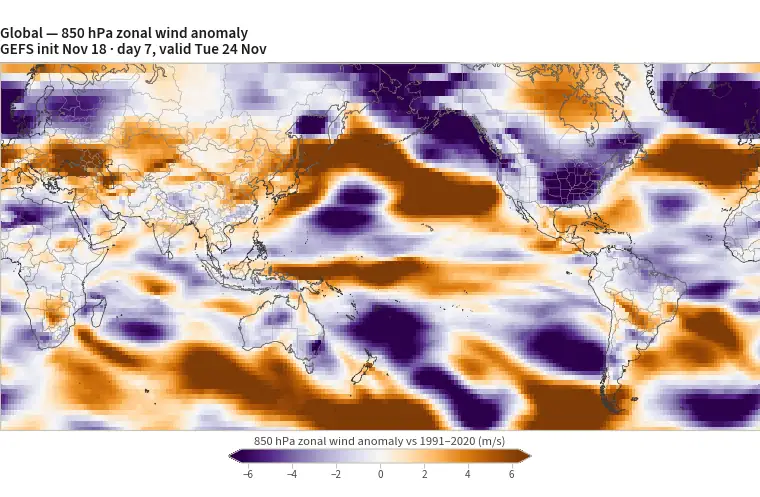 Global — 850 hPa zonal wind anomaly
GEFS init Nov 18 · day 7, valid Tue 24 Nov
850 hPa zonal wind anomaly vs 1991–2020 (m/s)
−6 −4 −2 0 2 4 6